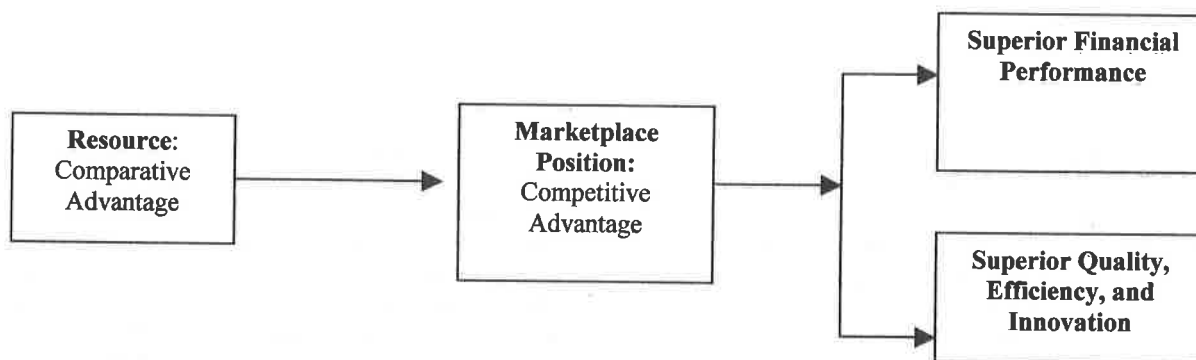 Resource:
Comparative
Advantage
Marketplace
Position:
Competitive
Advantage
Superior Financial
Performance
Superior Quality,
Efficiency, and
Innovation